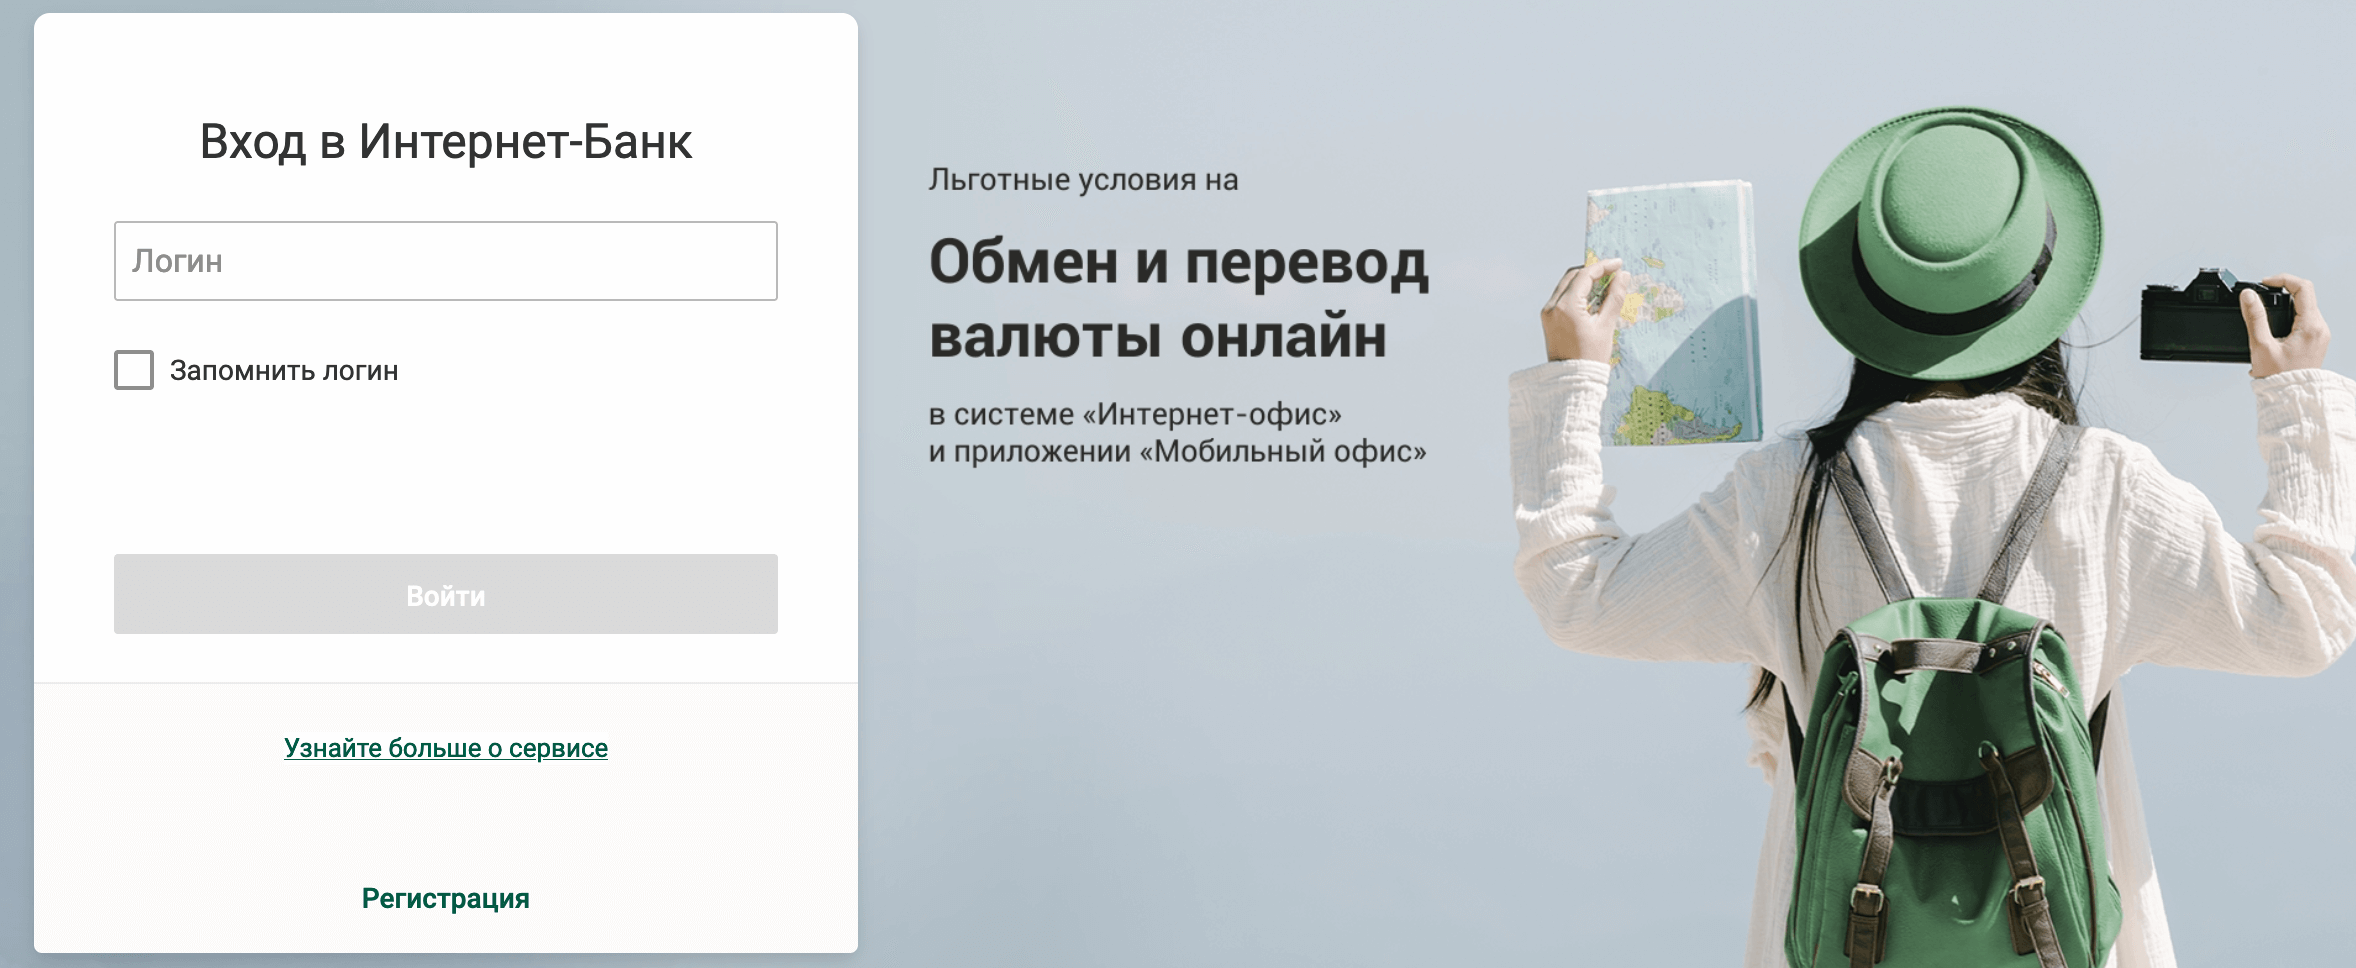 Вход в Интернет-Банк
Логин
Запомнить логин
Войти
Узнайте больше о сервисе
Регистрация
Льготные условия на
Обмен и перевод
валюты онлайн
в системе «Интернет-офис»
и приложении «Мобильный офис»